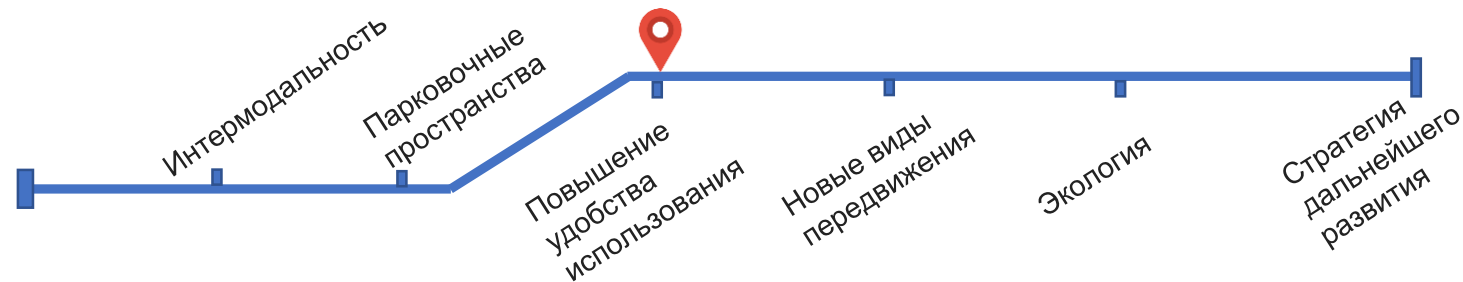 Интермодальность
Парковочные
пространства
Повышение
удобства
использования
Новые виды
передвижения
Экология
Стратегия
дальнейшего
развития